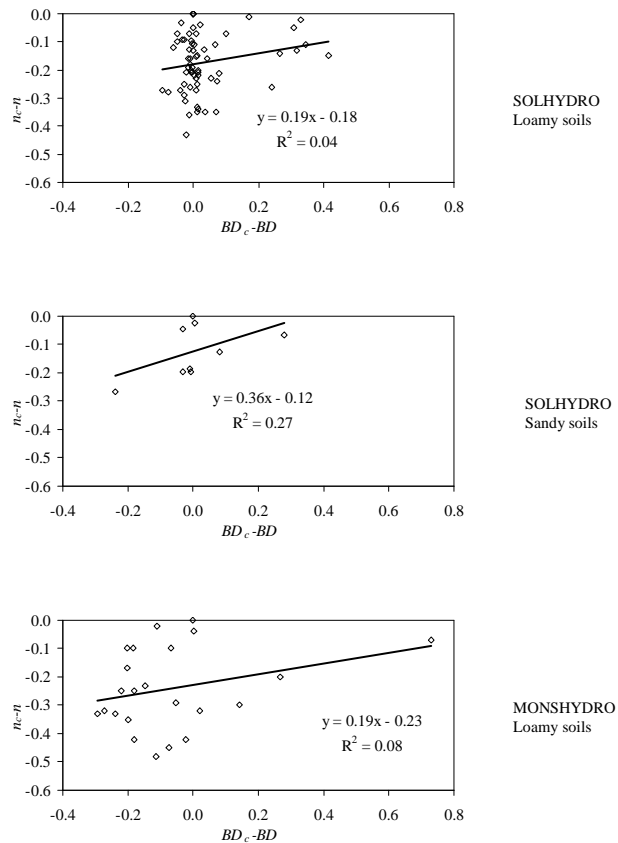 0.0
-0.1
-0.2
-0.3
-0.4
-0.5
-0.6
n_c-n
-0.4 -0.2 0.0 0.2 0.4 0.6 0.8
BD_c-BD
y = 0.19x - 0.18
R² = 0.04
SOLHYDRO
Loamy soils
0.0
-0.1
-0.2
-0.3
-0.4
-0.5
-0.6
n_c-n
-0.4 -0.2 0.0 0.2 0.4 0.6 0.8
BD_c-BD
y = 0.36x - 0.12
R² = 0.27
SOLHYDRO
Sandy soils
0.0
-0.1
-0.2
-0.3
-0.4
-0.5
-0.6
n_c-n
-0.4 -0.2 0.0 0.2 0.4 0.6 0.8
BD_c-BD
y = 0.19x - 0.23
R² = 0.08
MONSHYDRO
Loamy soils